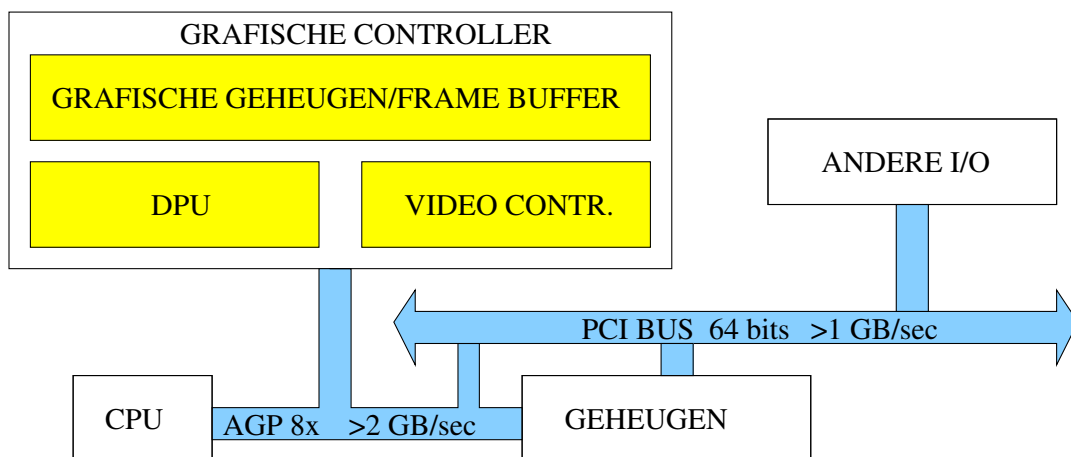 GRAFISCHE CONTROLLER
GRAFISCHE GEHEUGEN/FRAME BUFFER
DPU
VIDEO CONTR.
ANDERE I/O
PCI BUS 64 bits >1 GB/sec
CPU
AGP 8x >2 GB/sec
GEHEUGEN